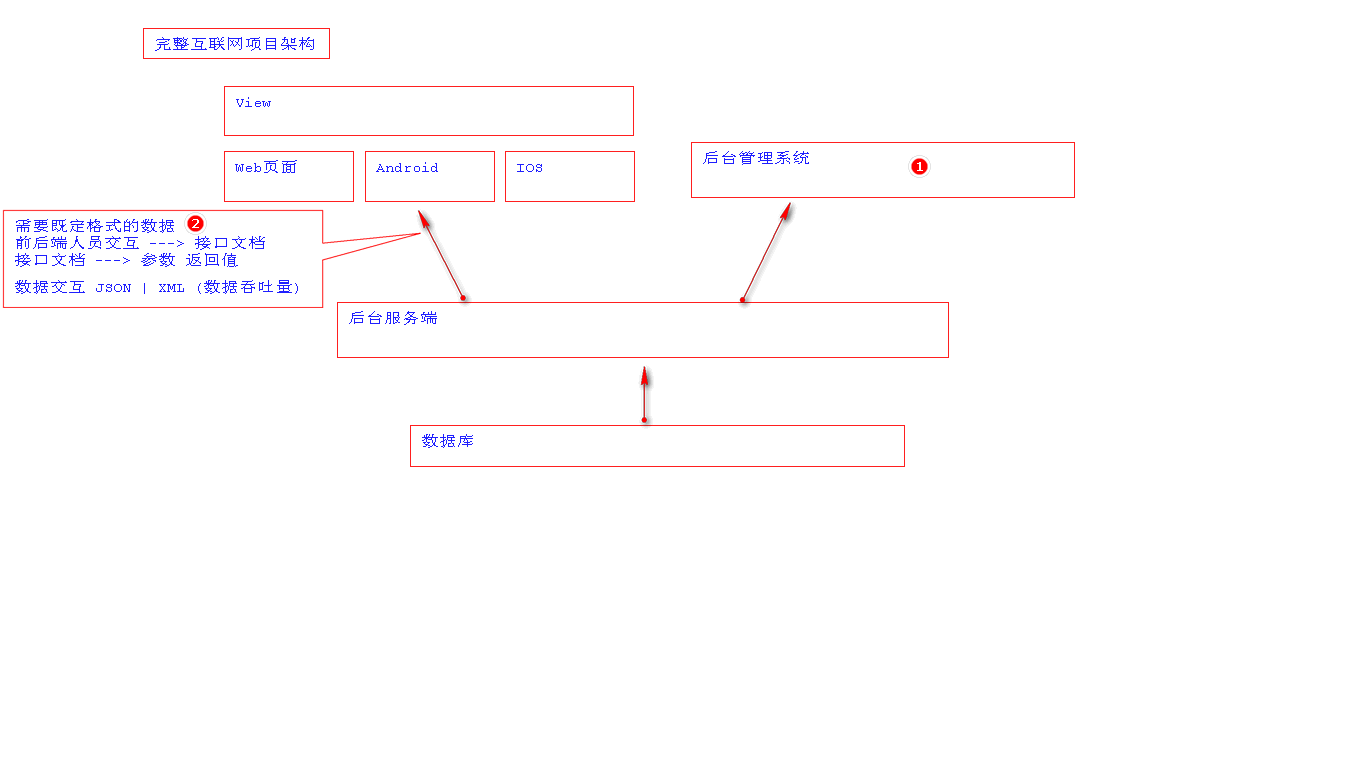 完整互联网项目架构
View
Web页面
Android
IOS
后台管理系统
1
需要既定格式的数据
2
前后端人员交互 ---> 接口文档
接口文档 ---> 参数 返回值
数据交互 JSON | XML (数据吞吐量)
后台服务端
数据库